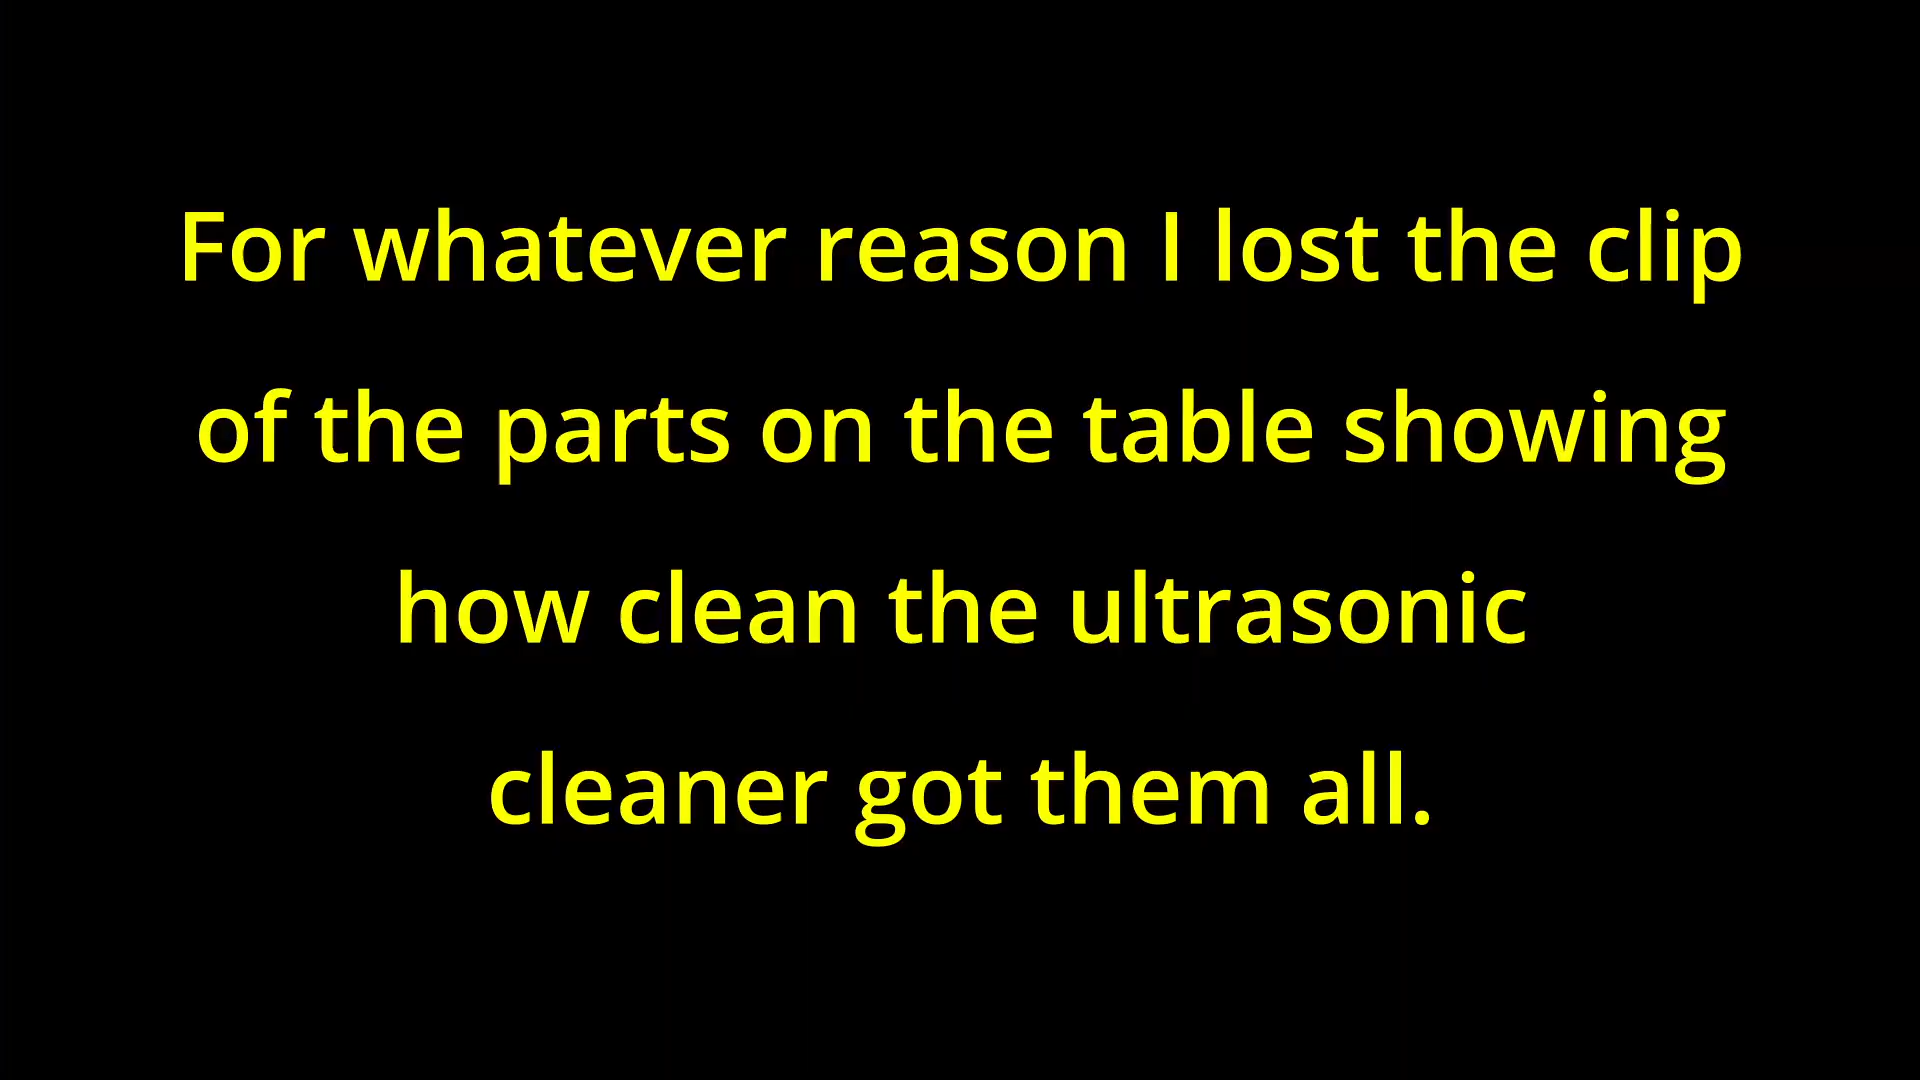 For whatever reason I lost the clip
of the parts on the table showing
how clean the ultrasonic
cleaner got them all.